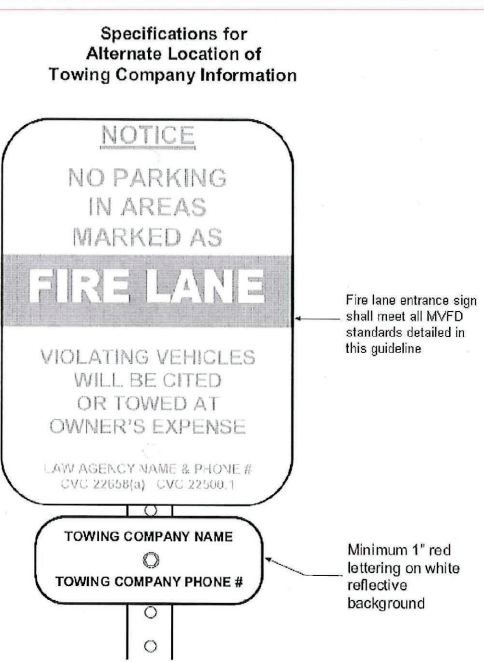 Specifications for
Alternate Location of
Towing Company Information
NOTICE
NO PARKING
IN AREAS
MARKED AS
FIRE LANE
VIOLATING VEHICLES
WILL BE CITED
OR TOWED AT
OWNER'S EXPENSE
LAW AGENCY NAME & PHONE #
CVC 22658(a) CVC 22500.1
Fire lane entrance sign
shall meet all MVFD
standards detailed in
this guideline
TOWING COMPANY NAME
TOWING COMPANY PHONE #
Minimum 1" red
lettering on white
reflective
background